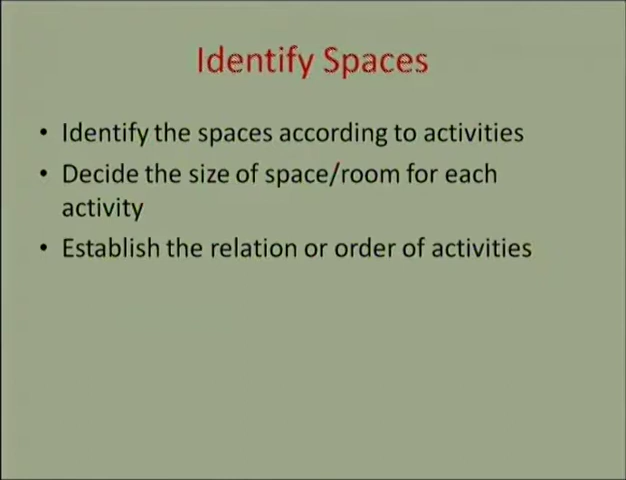 Identify Spaces
• Identify the spaces according to activities
• Decide the size of space/room for each
activity
• Establish the relation or order of activities